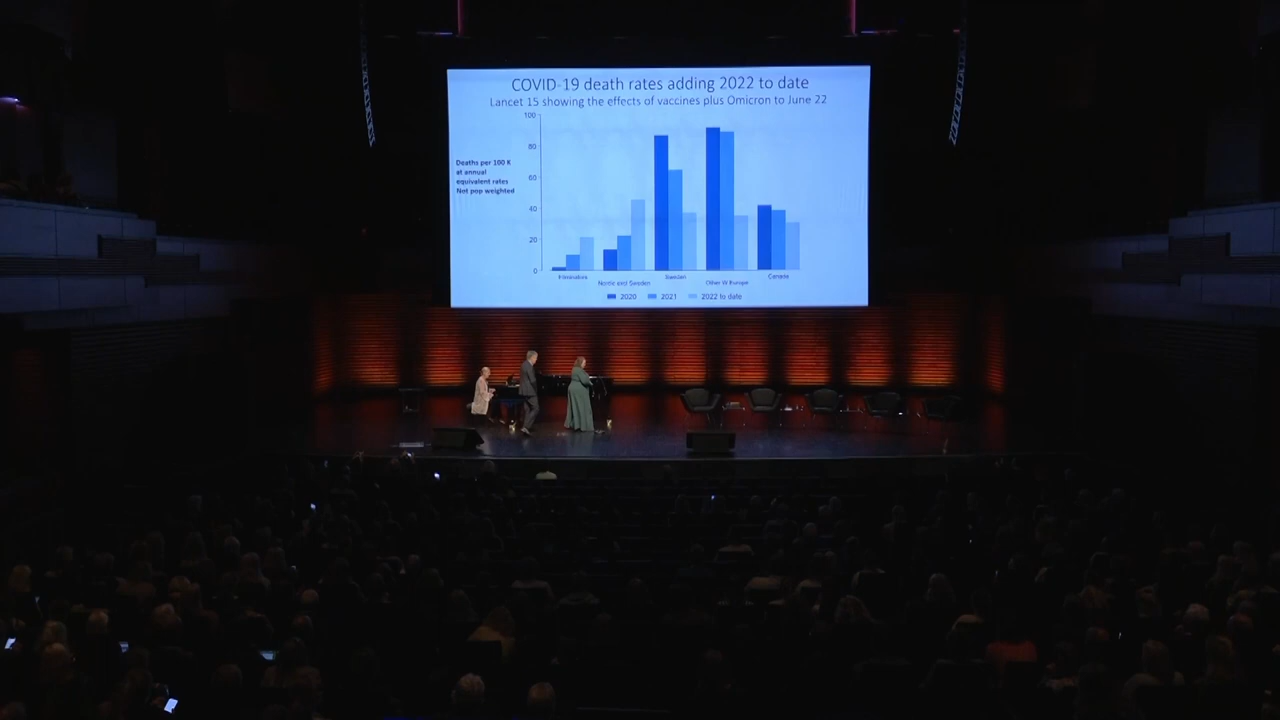 COVID-19 death rates adding 2022 to date
Lancet 15 showing the effects of vaccines plus Omicron to June 22
Deaths per 100 K
at annual
equivalent rates
Not pop weighted
100
80
60
40
20
0
Eliminators
Nordic excl Sweden
Sweden
Other W Europe
Canada
2020
2021
2022 to date